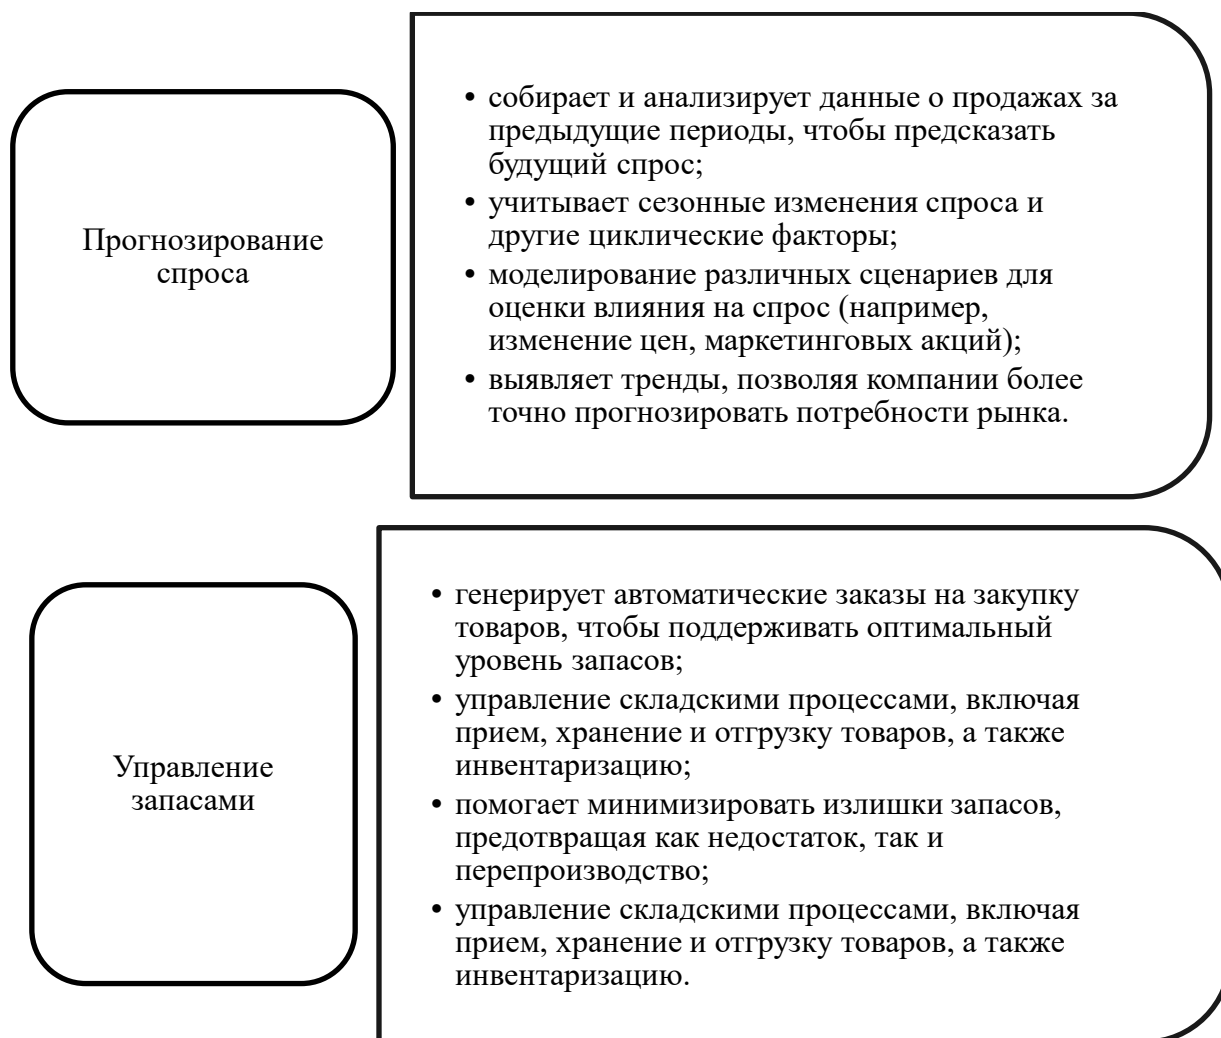 Прогнозирование
спроса
• собирает и анализирует данные о продажах за
предыдущие периоды, чтобы предсказать
будущий спрос;
• учитывает сезонные изменения спроса и
другие циклические факторы;
• моделирование различных сценариев для
оценки влияния на спрос (например,
изменение цен, маркетинговых акций);
• выявляет тренды, позволяя компании более
точно прогнозировать потребности рынка.
Управление
запасами
• генерирует автоматические заказы на закупку
товаров, чтобы поддерживать оптимальный
уровень запасов;
• управление складскими процессами, включая
прием, хранение и отгрузку товаров, а также
инвентаризацию;
• помогает минимизировать излишки запасов,
предотвращая как недостаток, так и
перепроизводство;
• управление складскими процессами, включая
прием, хранение и отгрузку товаров, а также
инвентаризацию.